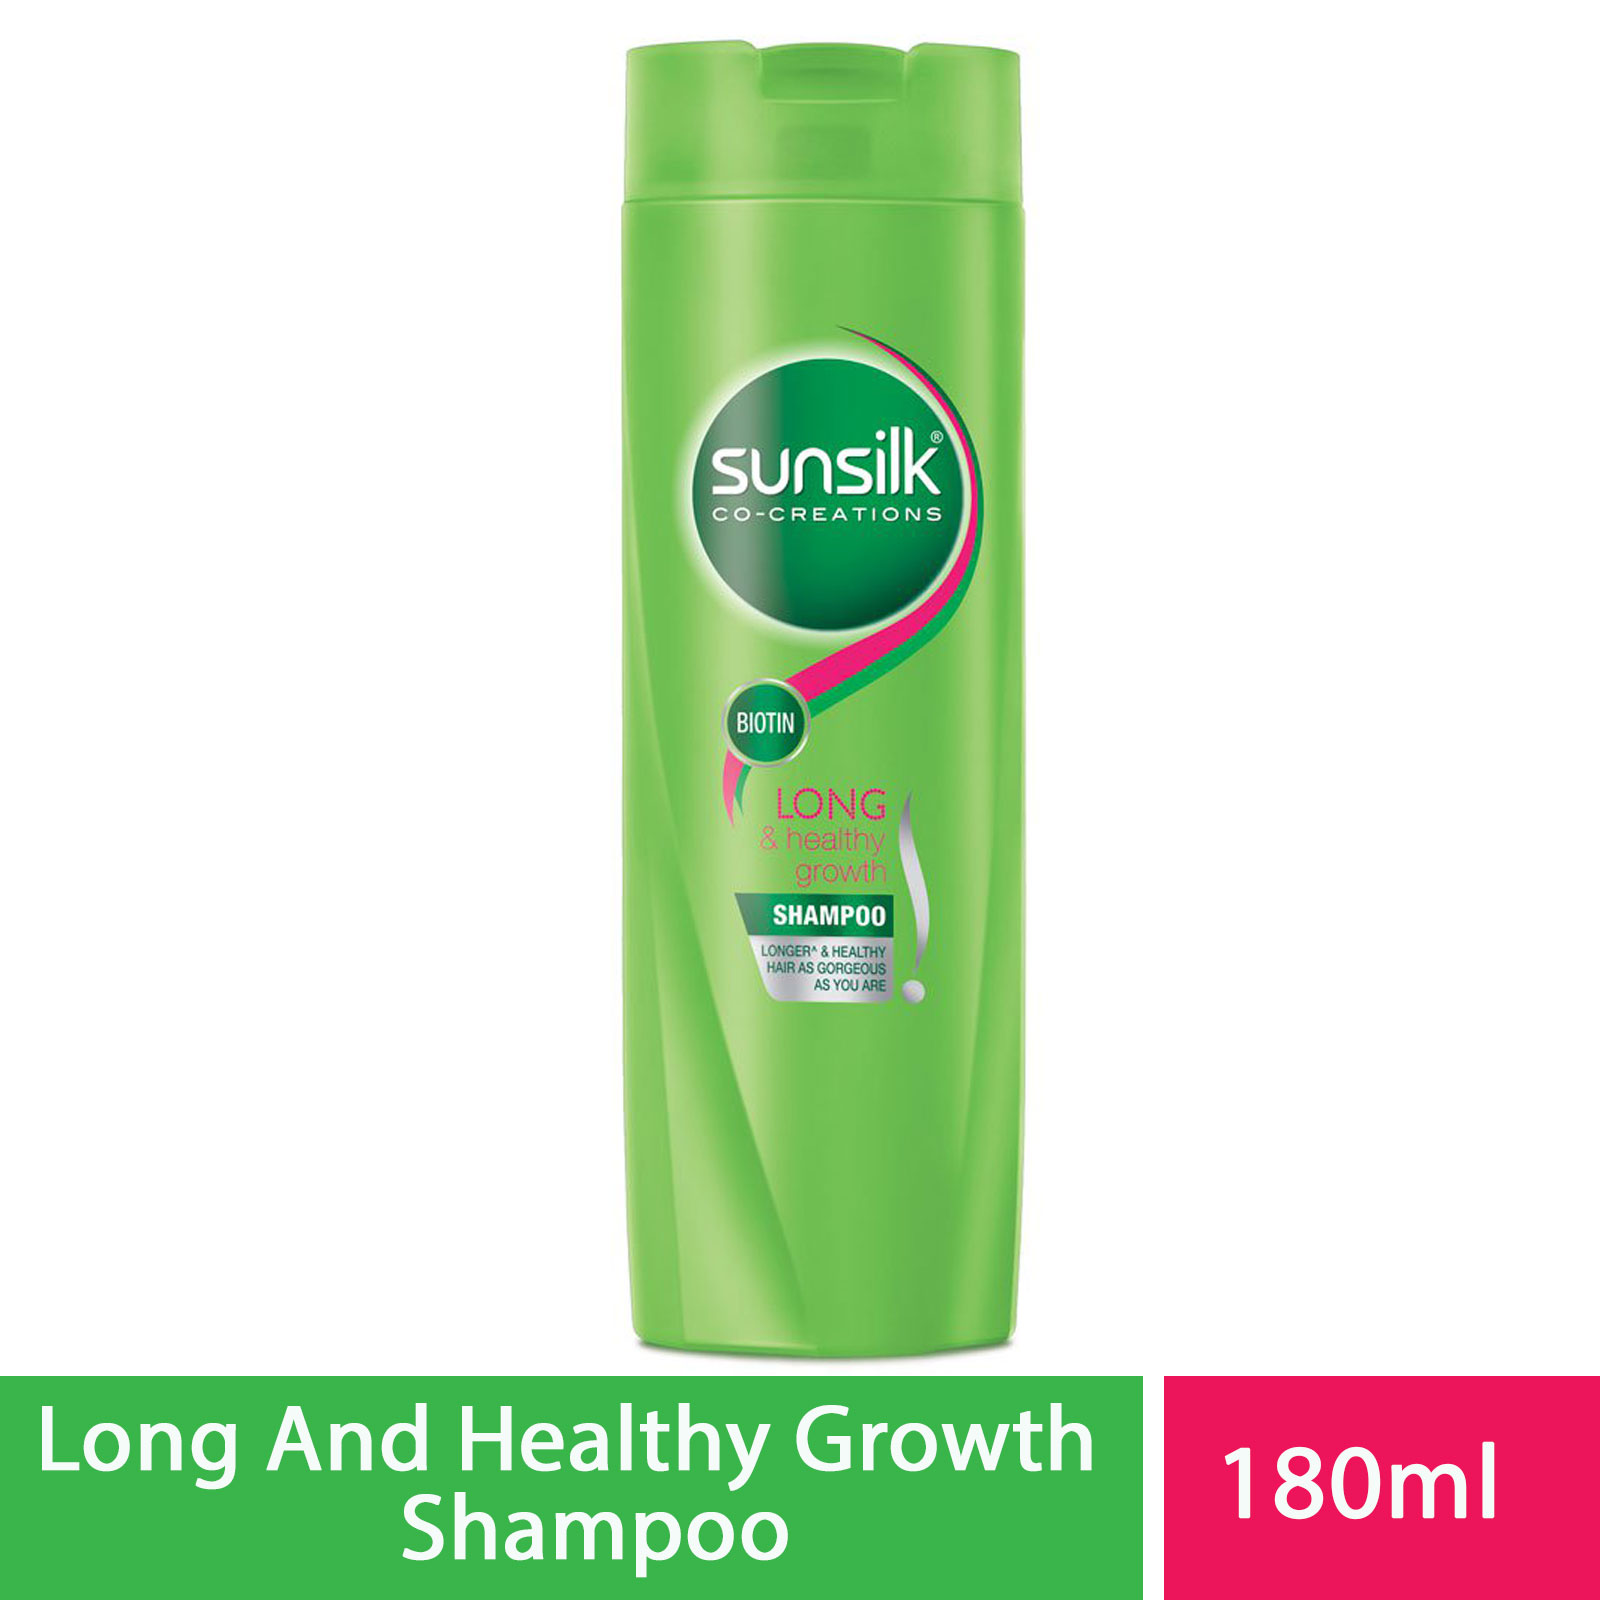 sunsilk®
CO-CREATIONS
BIOTIN
LONG
& healthy
growth
SHAMPOO
LONGER^ & HEALTHY
HAIR AS GORGEOUS
AS YOU ARE
Long And Healthy Growth
Shampoo
180ml